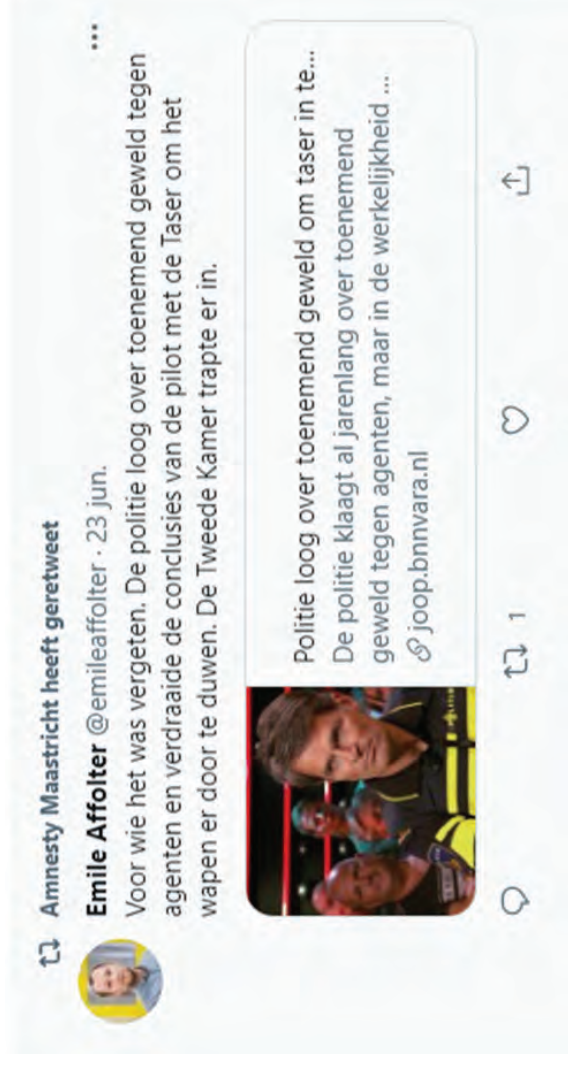 Amnesty Maastricht heeft geretweet
Emile Affolter @emileaffolter · 23 jun.
...
Voor wie het was vergeten. De politie loog over toenemend geweld tegen
agenten en verdraaide de conclusies van de pilot met de Taser om het
wapen er door te duwen. De Tweede Kamer trapte er in.
Politie loog over toenemend geweld om taser in te...
De politie klaagt al jarenlang over toenemend
geweld tegen agenten, maar in de werkelijkheid ...
joop.bnnvara.nl
1